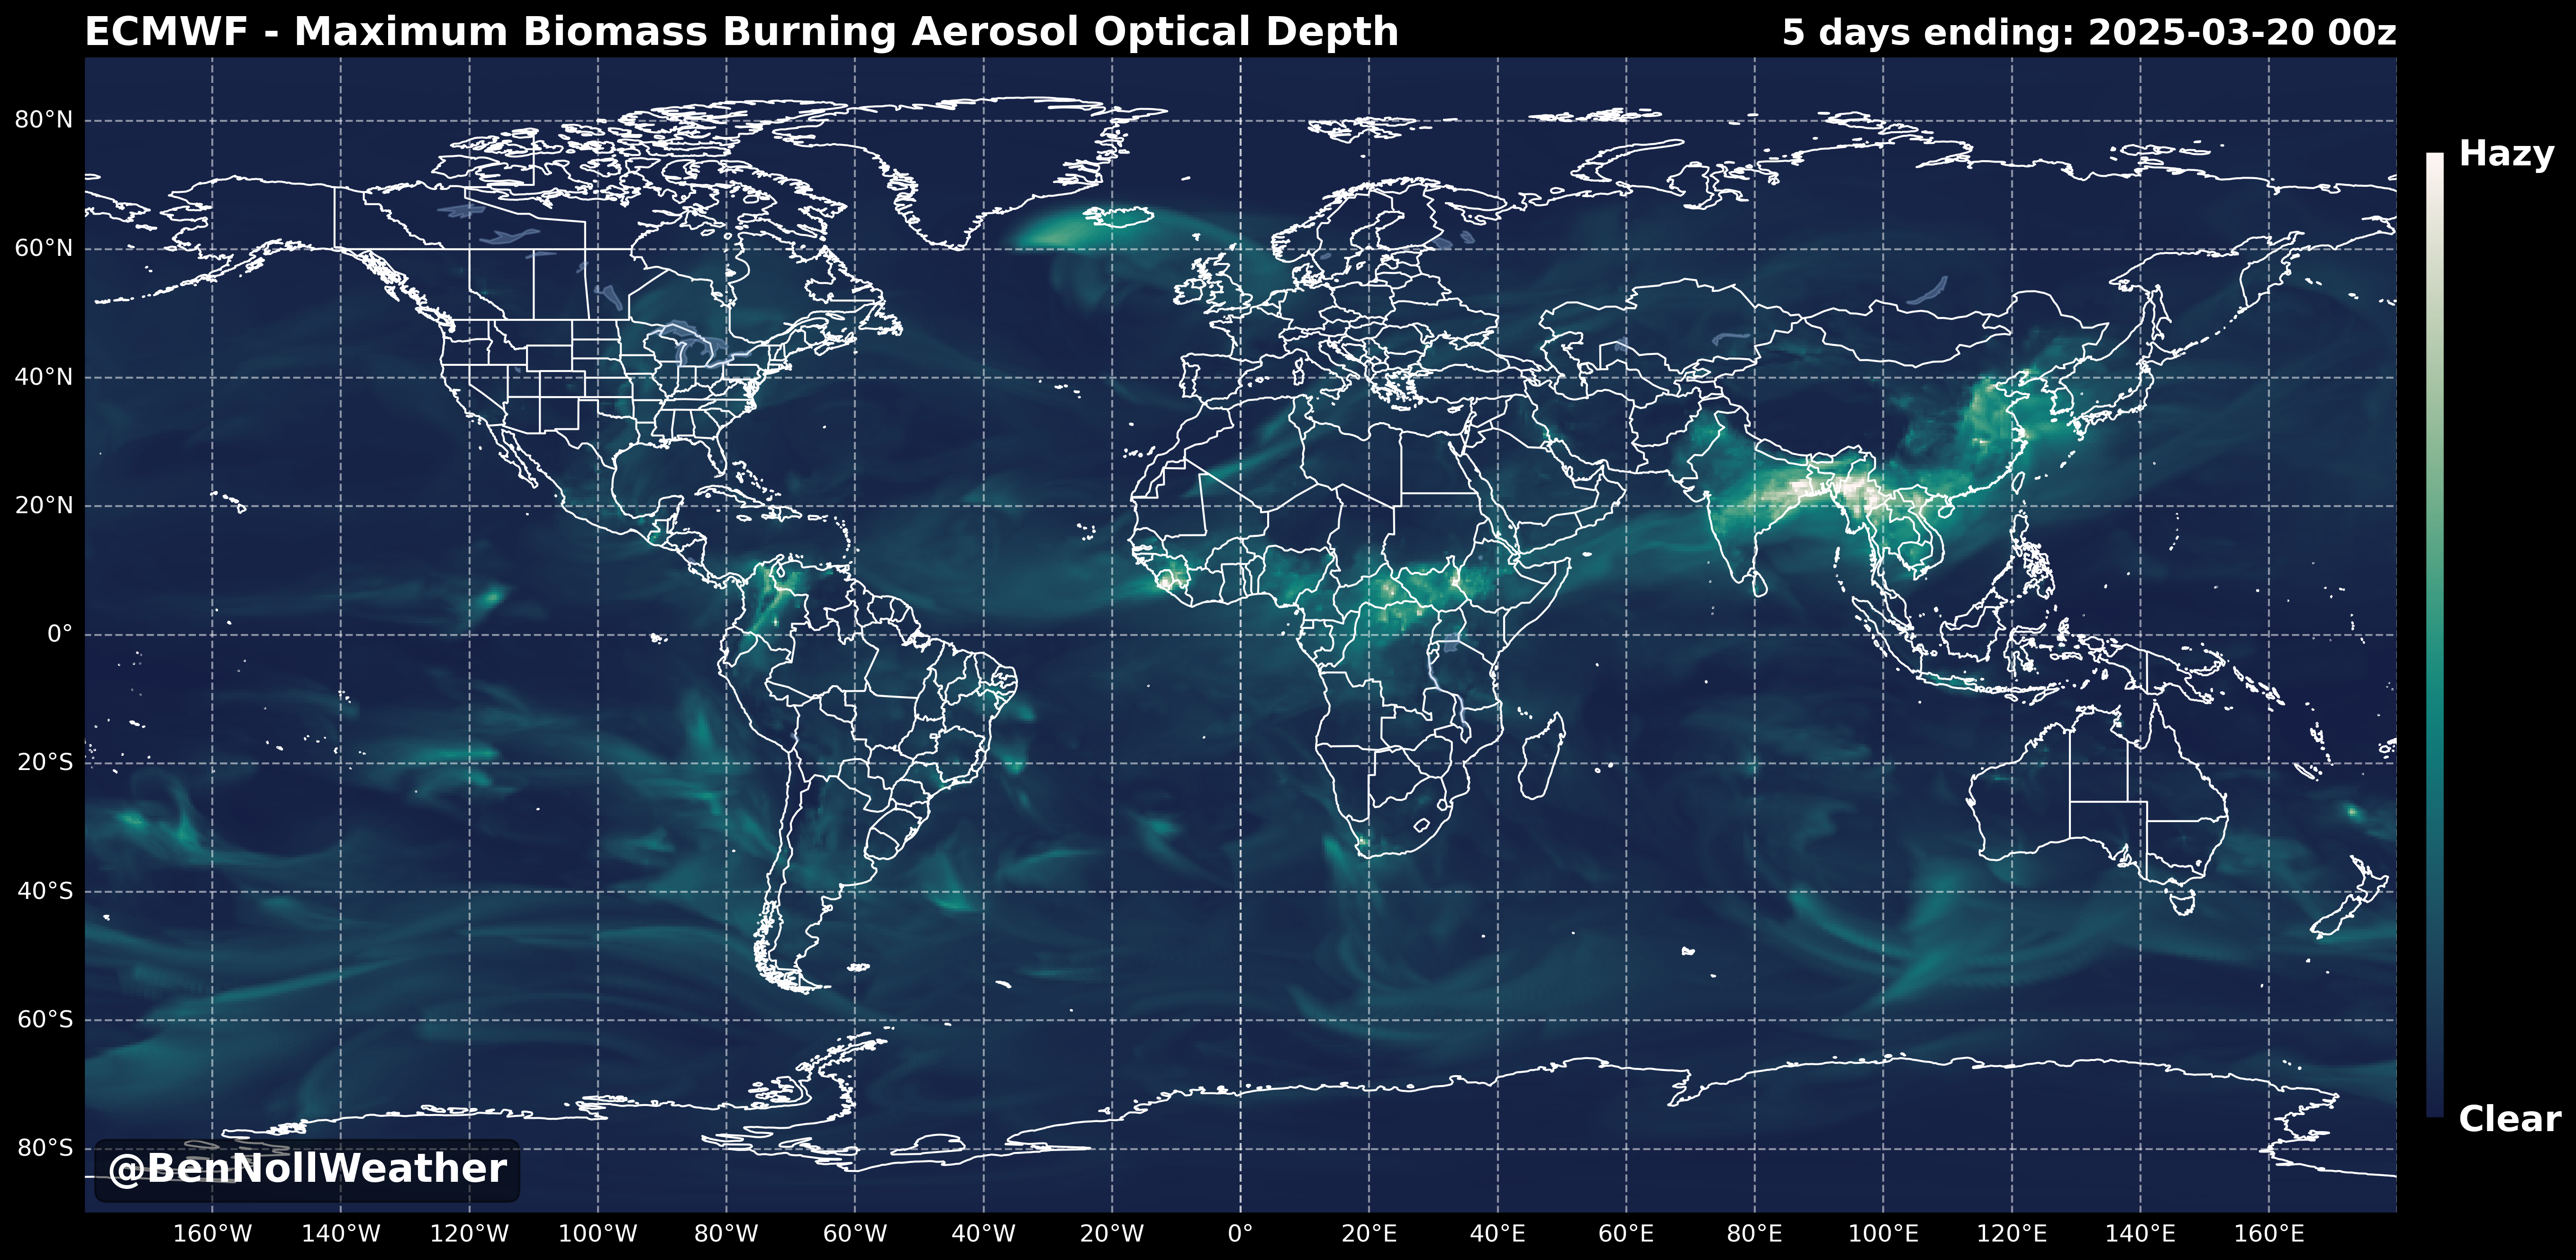 ECMWF - Maximum Biomass Burning Aerosol Optical Depth
5 days ending: 2025-03-20 00z
80°N
60°N
40°N
20°N
0°
20°S
40°S
60°S
80°S
Hazy
Clear
@BenNollWeather
160°W 140°W 120°W 100°W 80°W 60°W 40°W 20°W 0° 20°E 40°E 60°E 80°E 100°E 120°E 140°E 160°E